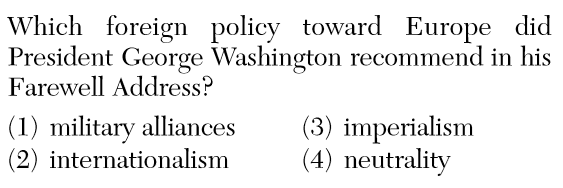 Which foreign policy toward Europe did
President George Washington recommend in his
Farewell Address?
(1) military alliances (3) imperialism
(2) internationalism (4) neutrality